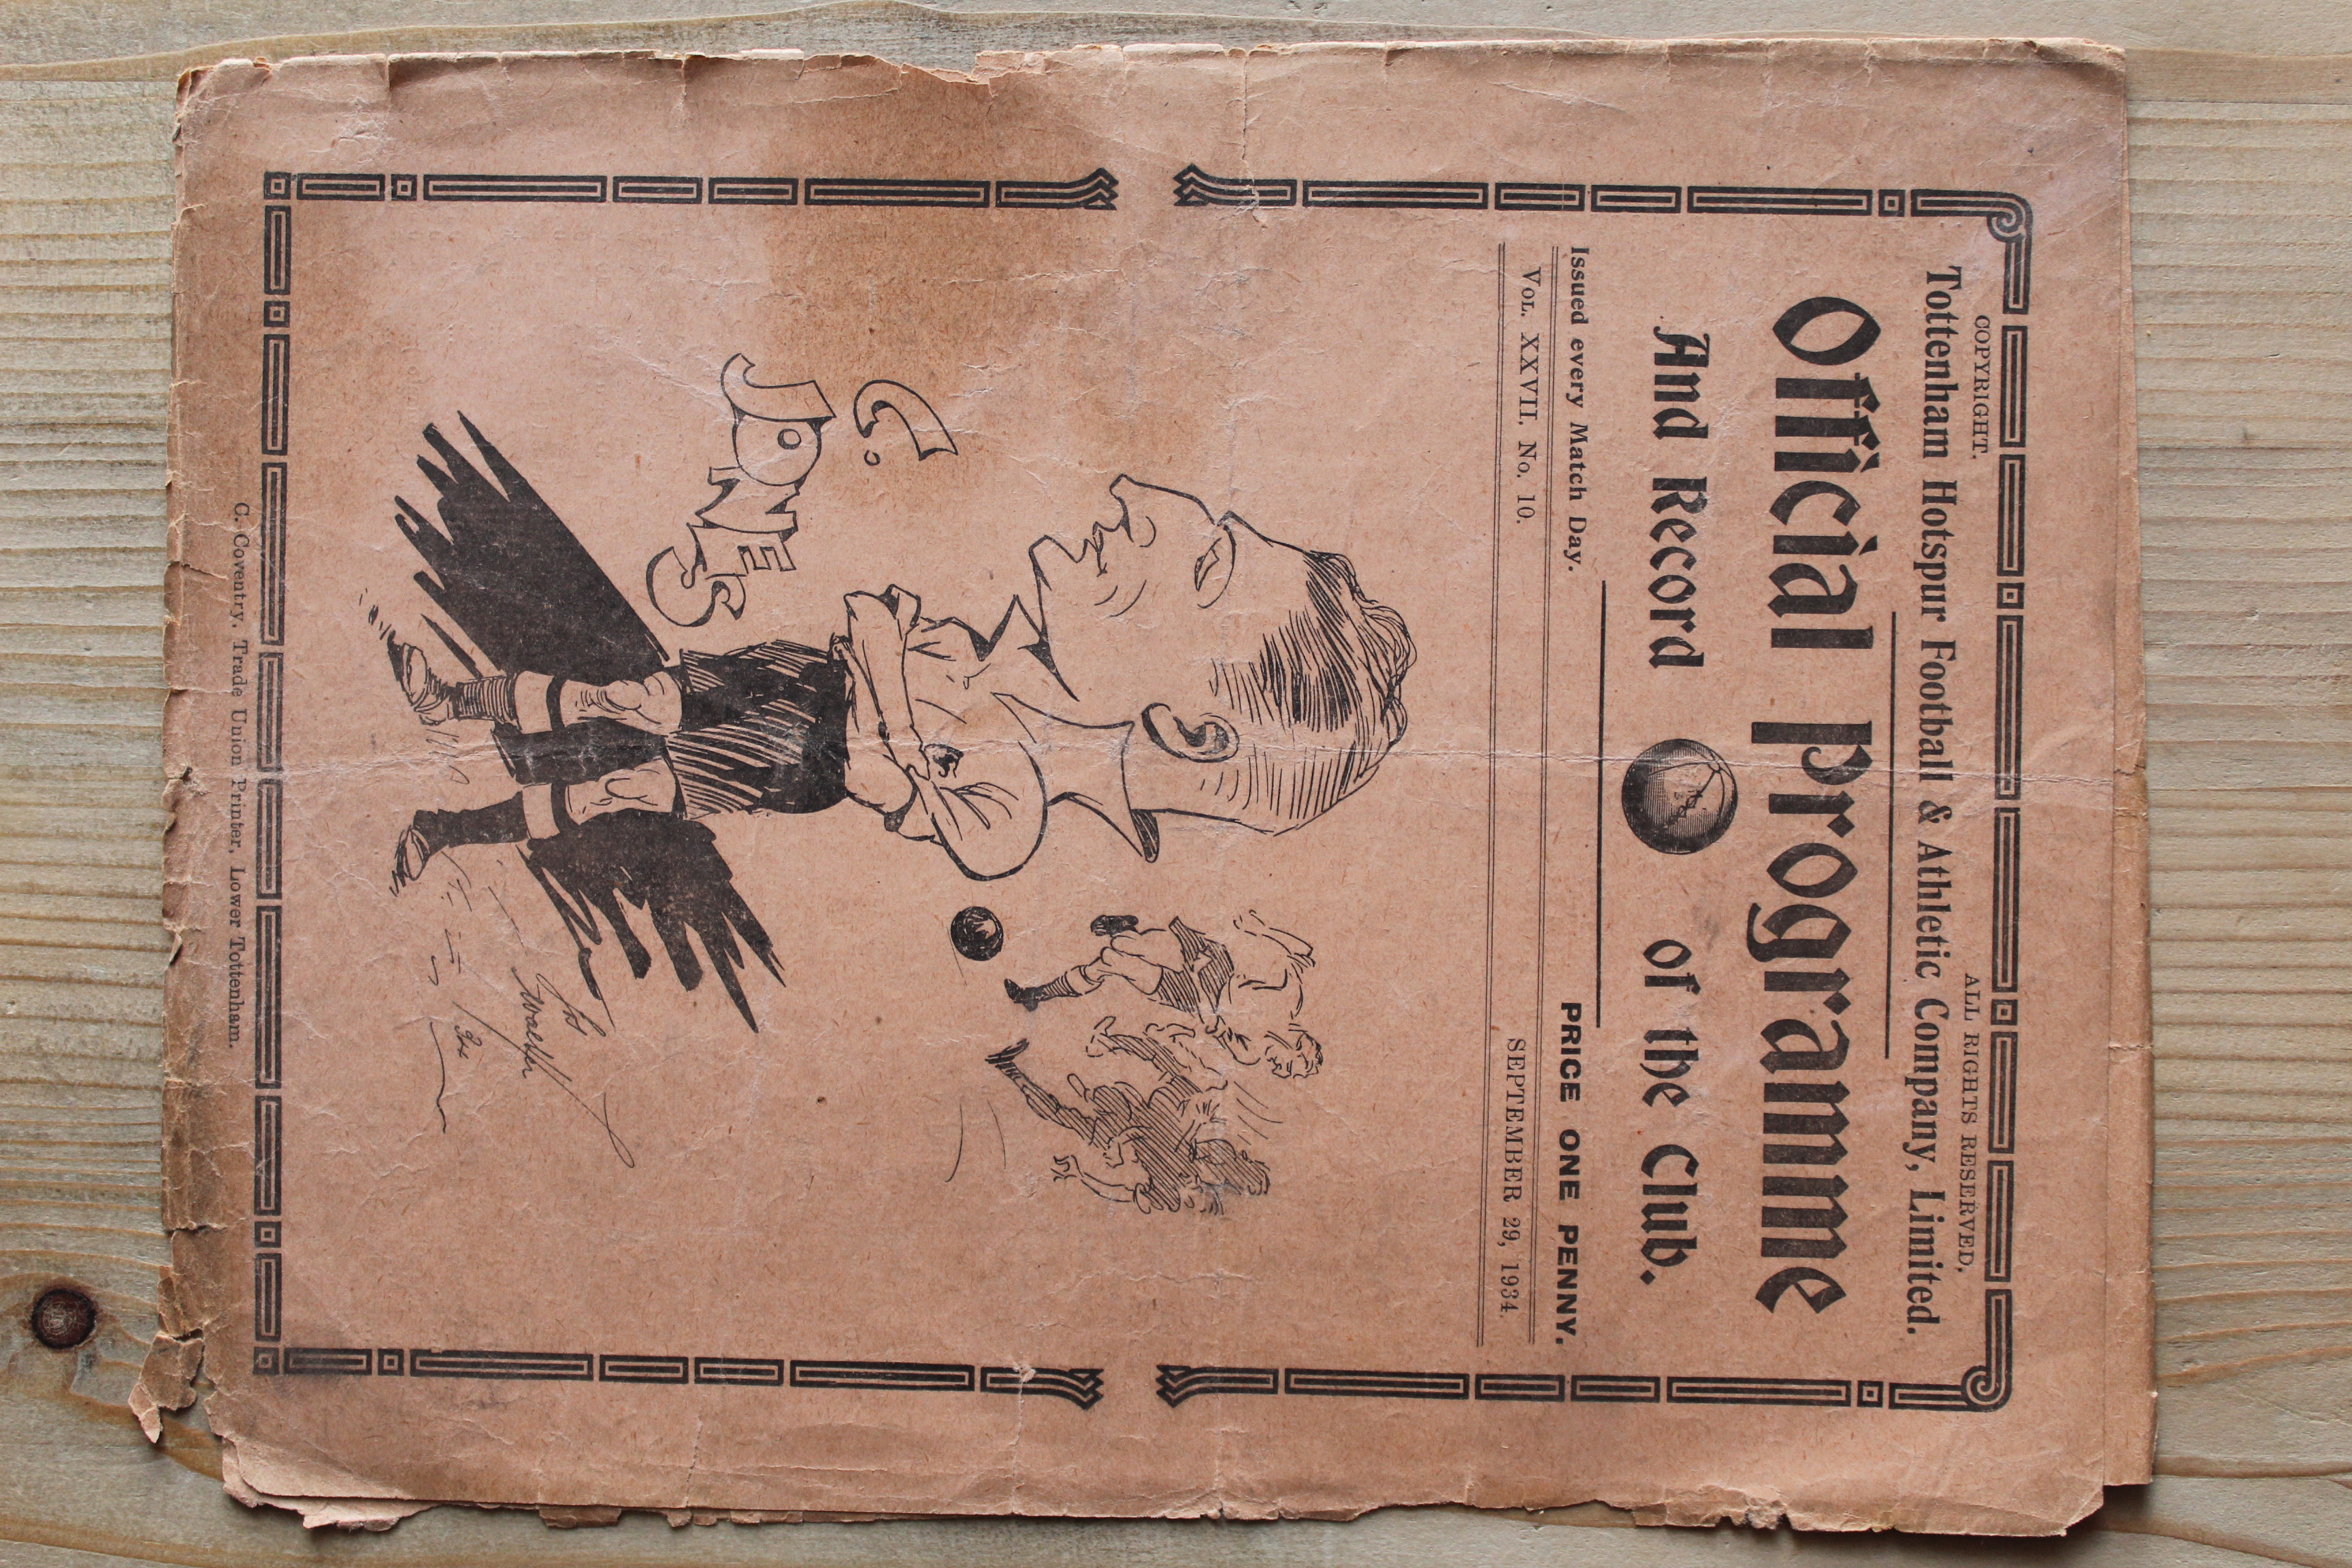 COPYRIGHT. ALL RIGHTS RESERVED.
Tottenham Hotspur Football & Athletic Company, Limited.
Official Programme
And Record of the Club.
Issued every Match Day. PRICE ONE PENNY.
VOL. XXVII. No. 10. SEPTEMBER 29, 1934.
C.
JONES
C. Coventry, Trade Union Printer, Lower Tottenham.